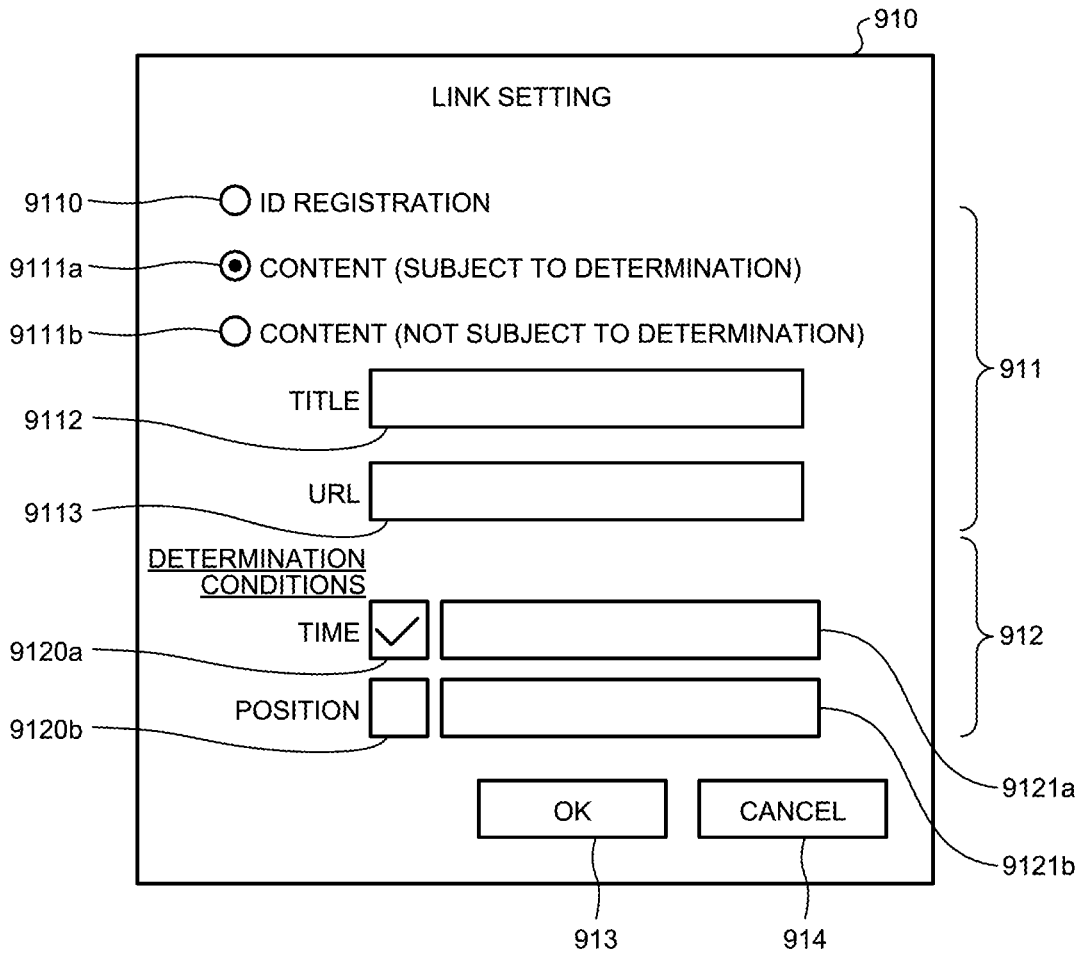 910
LINK SETTING
9110 ID REGISTRATION
9111a CONTENT (SUBJECT TO DETERMINATION)
9111b CONTENT (NOT SUBJECT TO DETERMINATION)
911
TITLE
9112
URL
9113
DETERMINATION
CONDITIONS
TIME
912
9120a
POSITION
9120b
9121a
OK CANCEL
9121b
913 914